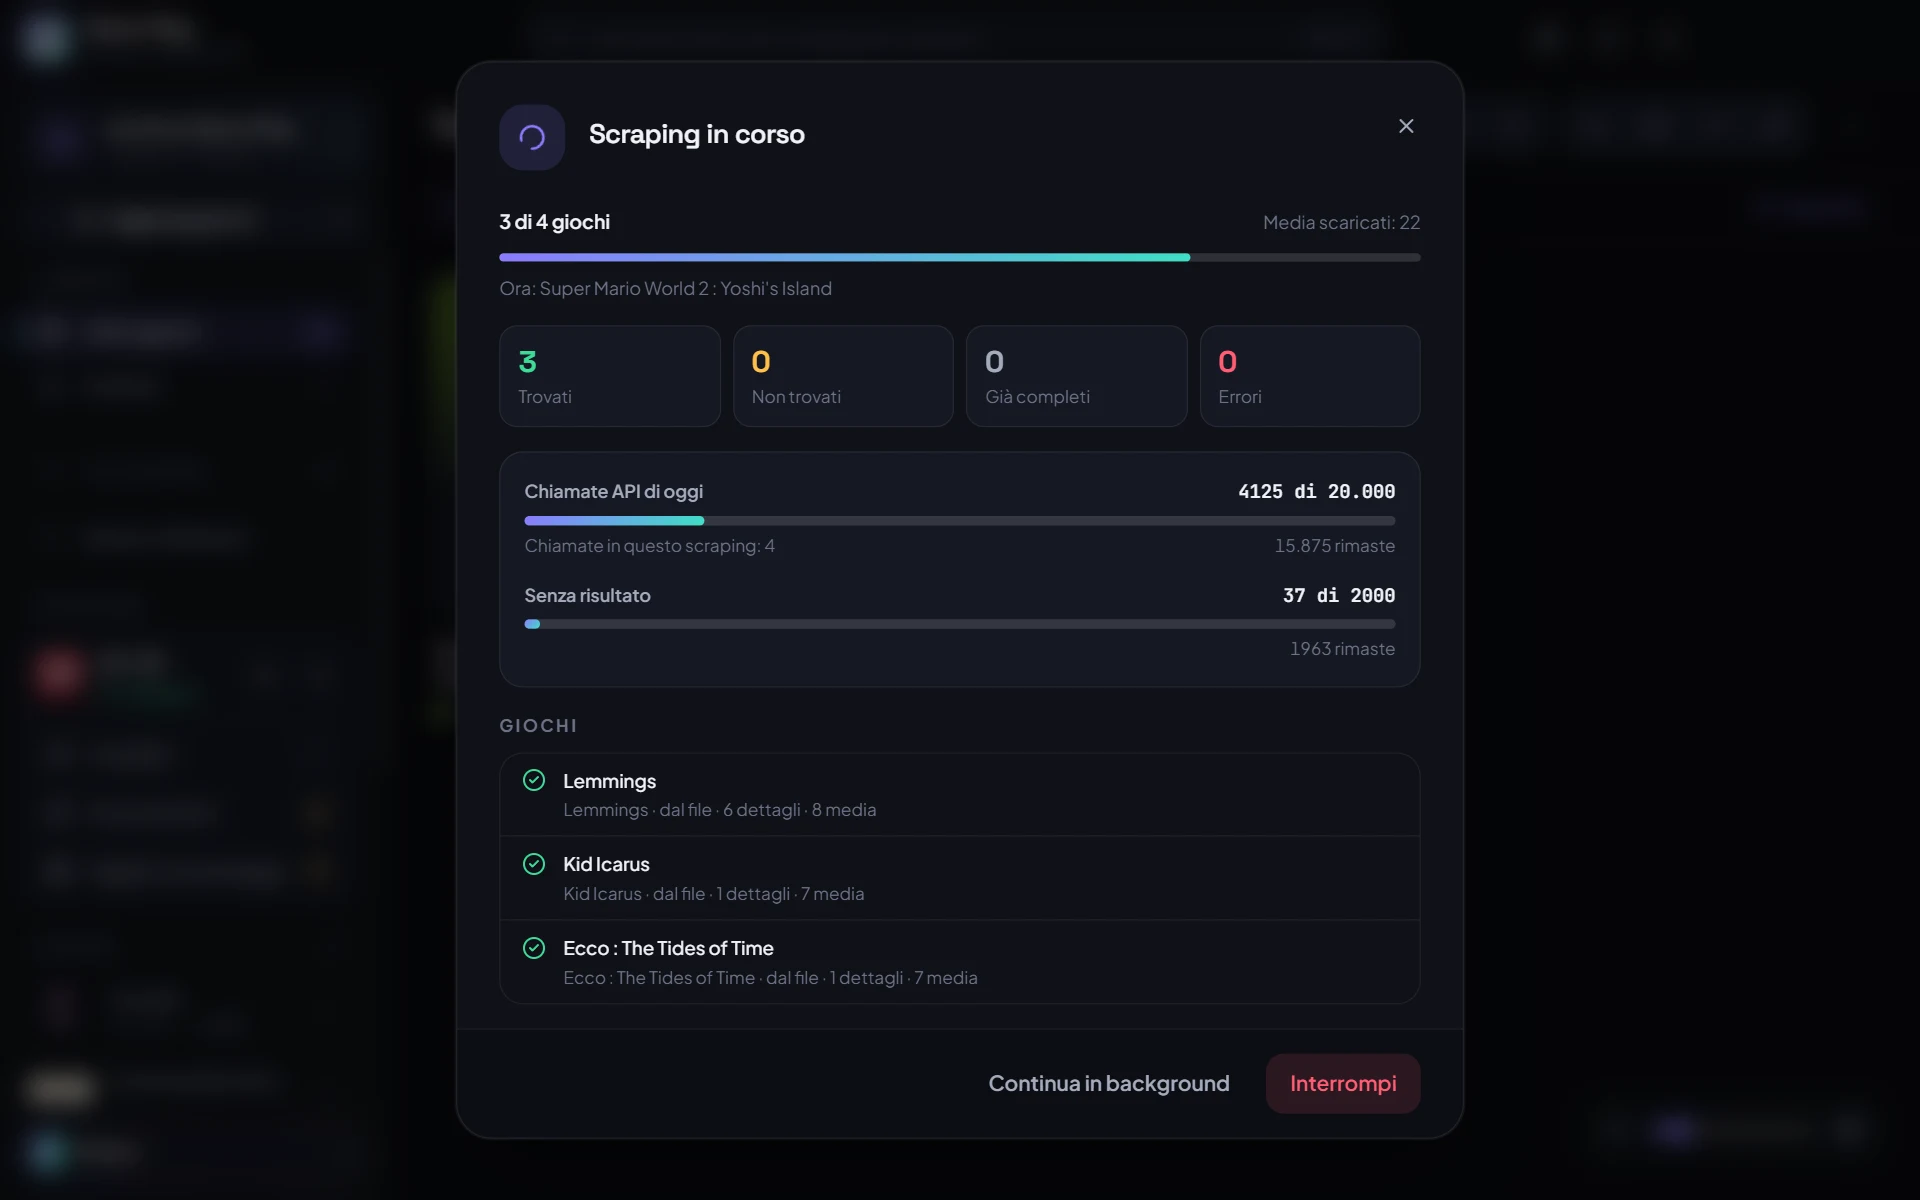 Scraping in corso
3 di 4 giochi
Media scaricati: 22
Ora: Super Mario World 2 : Yoshi's Island
3
Trovati
0
Non trovati
0
Già completi
0
Errori
Chiamate API di oggi
4125 di 20.000
Chiamate in questo scraping: 4
15.875 rimaste
Senza risultato
37 di 2000
1963 rimaste
GIOCHI
Lemmings
Lemmings · dal file · 6 dettagli · 8 media
Kid Icarus
Kid Icarus · dal file · 1 dettagli · 7 media
Ecco : The Tides of Time
Ecco : The Tides of Time · dal file · 1 dettagli · 7 media
Continua in background
Interrompi